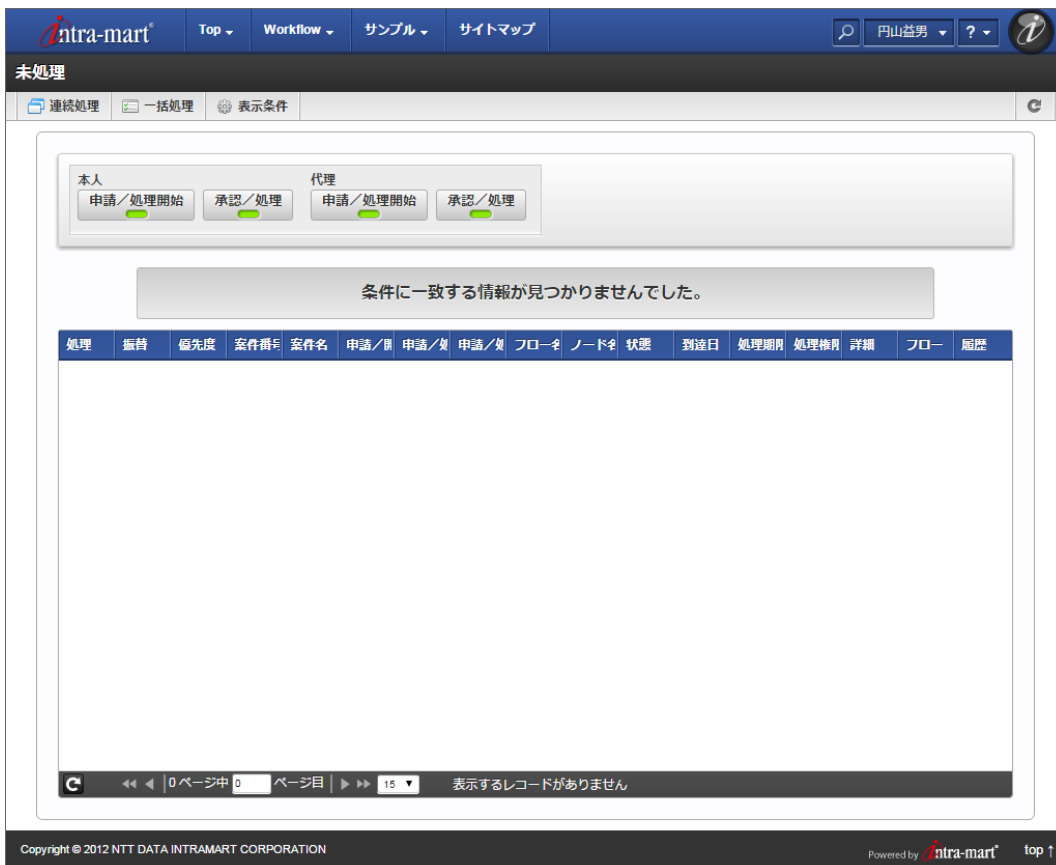 intra-mart® Top Workflow サンプル サイトマップ 円山益男 ?
未処理
連続処理 一括処理 表示条件
本人 代理
申請／処理開始 承認／処理 申請／処理開始 承認／処理
条件に一致する情報が見つかりませんでした。
処理 振替 優先度 案件番号 案件名 申請／ 申請／ 申請／ フロー名 ノード名 状態 到達日 処理期限 処理権限 詳細 フロー 履歴
0 ページ中 0 ページ目 15 表示するレコードがありません
Copyright © 2012 NTT DATA INTRAMART CORPORATION Powered by intra-mart® top ↑